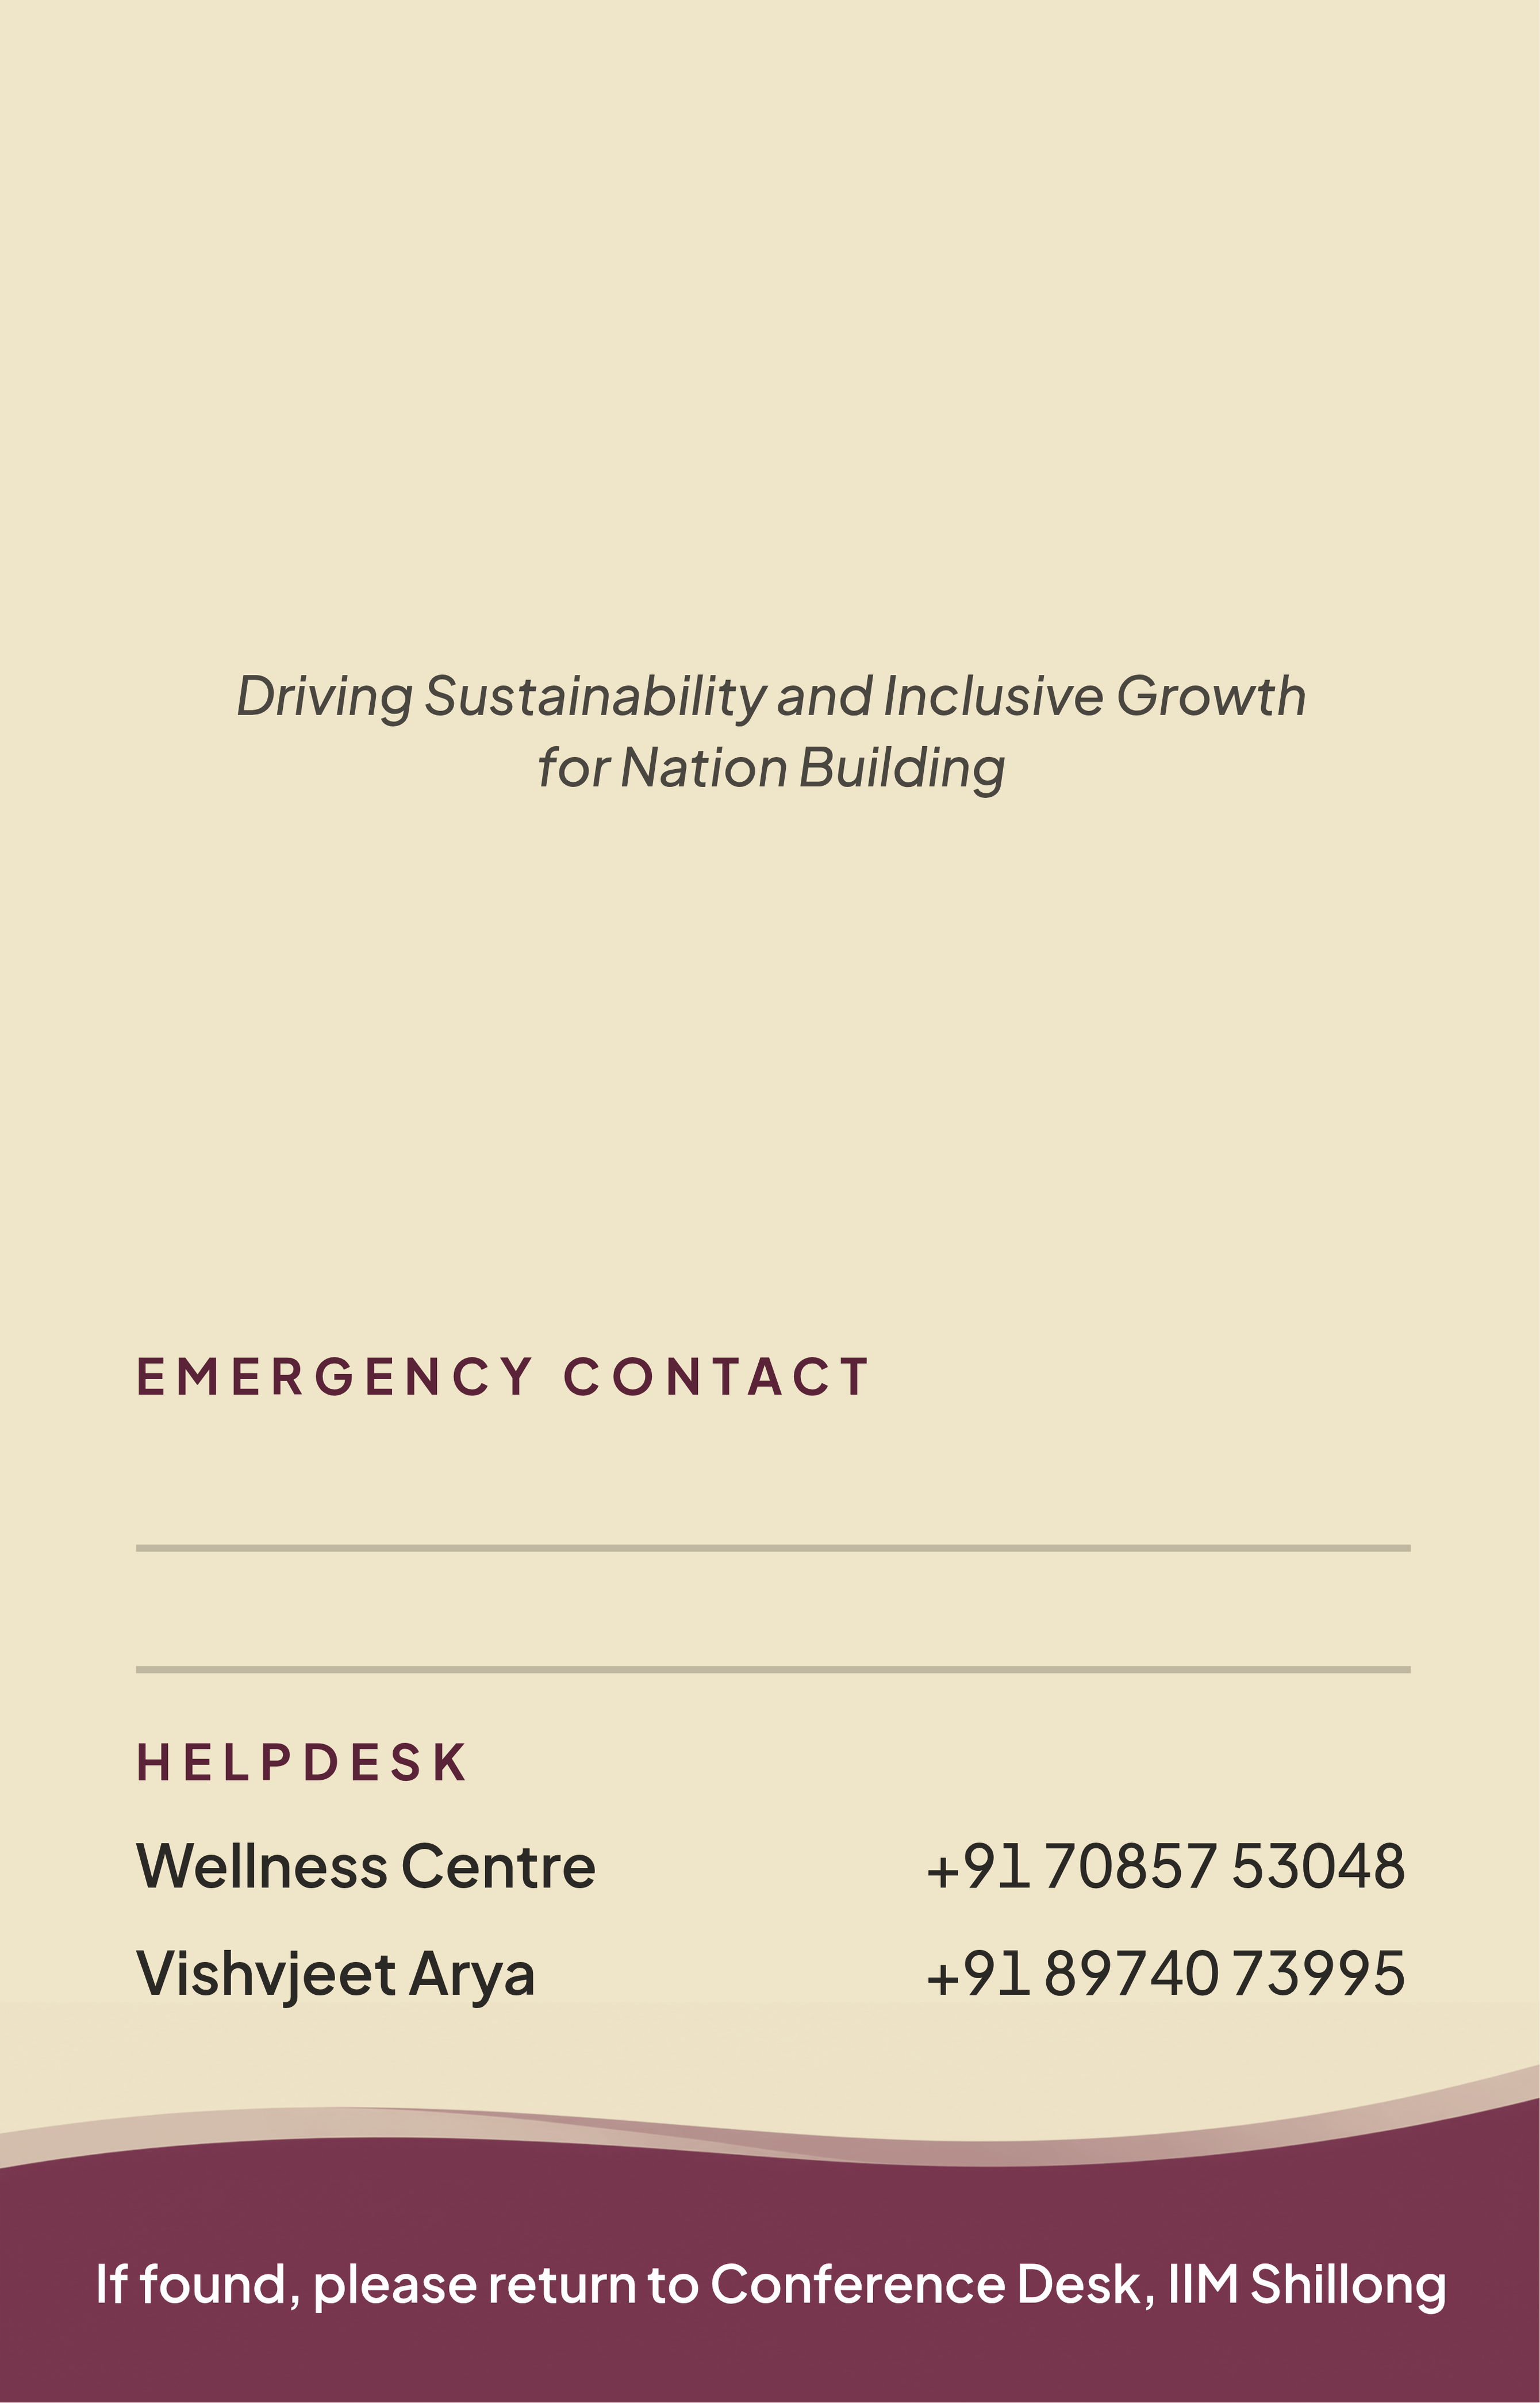 Driving Sustainability and Inclusive Growth
for Nation Building
EMERGENCY CONTACT
HELPDESK
Wellness Centre +91 70857 53048
Vishvjeet Arya +91 89740 73995
If found, please return to Conference Desk, IIM Shillong